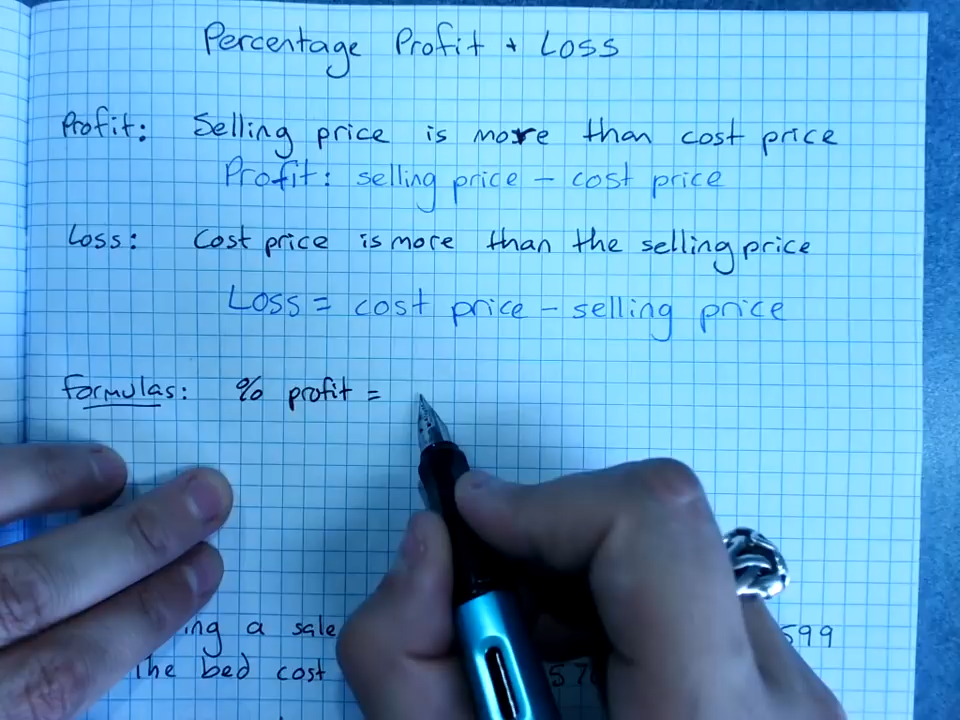 Percentage Profit + Loss
Profit: Selling price is more than cost price
Profit: selling price - cost price
Loss: Cost price is more than the selling price
Loss = cost price - selling price
Formulas: % profit =
a sale
the bed cost